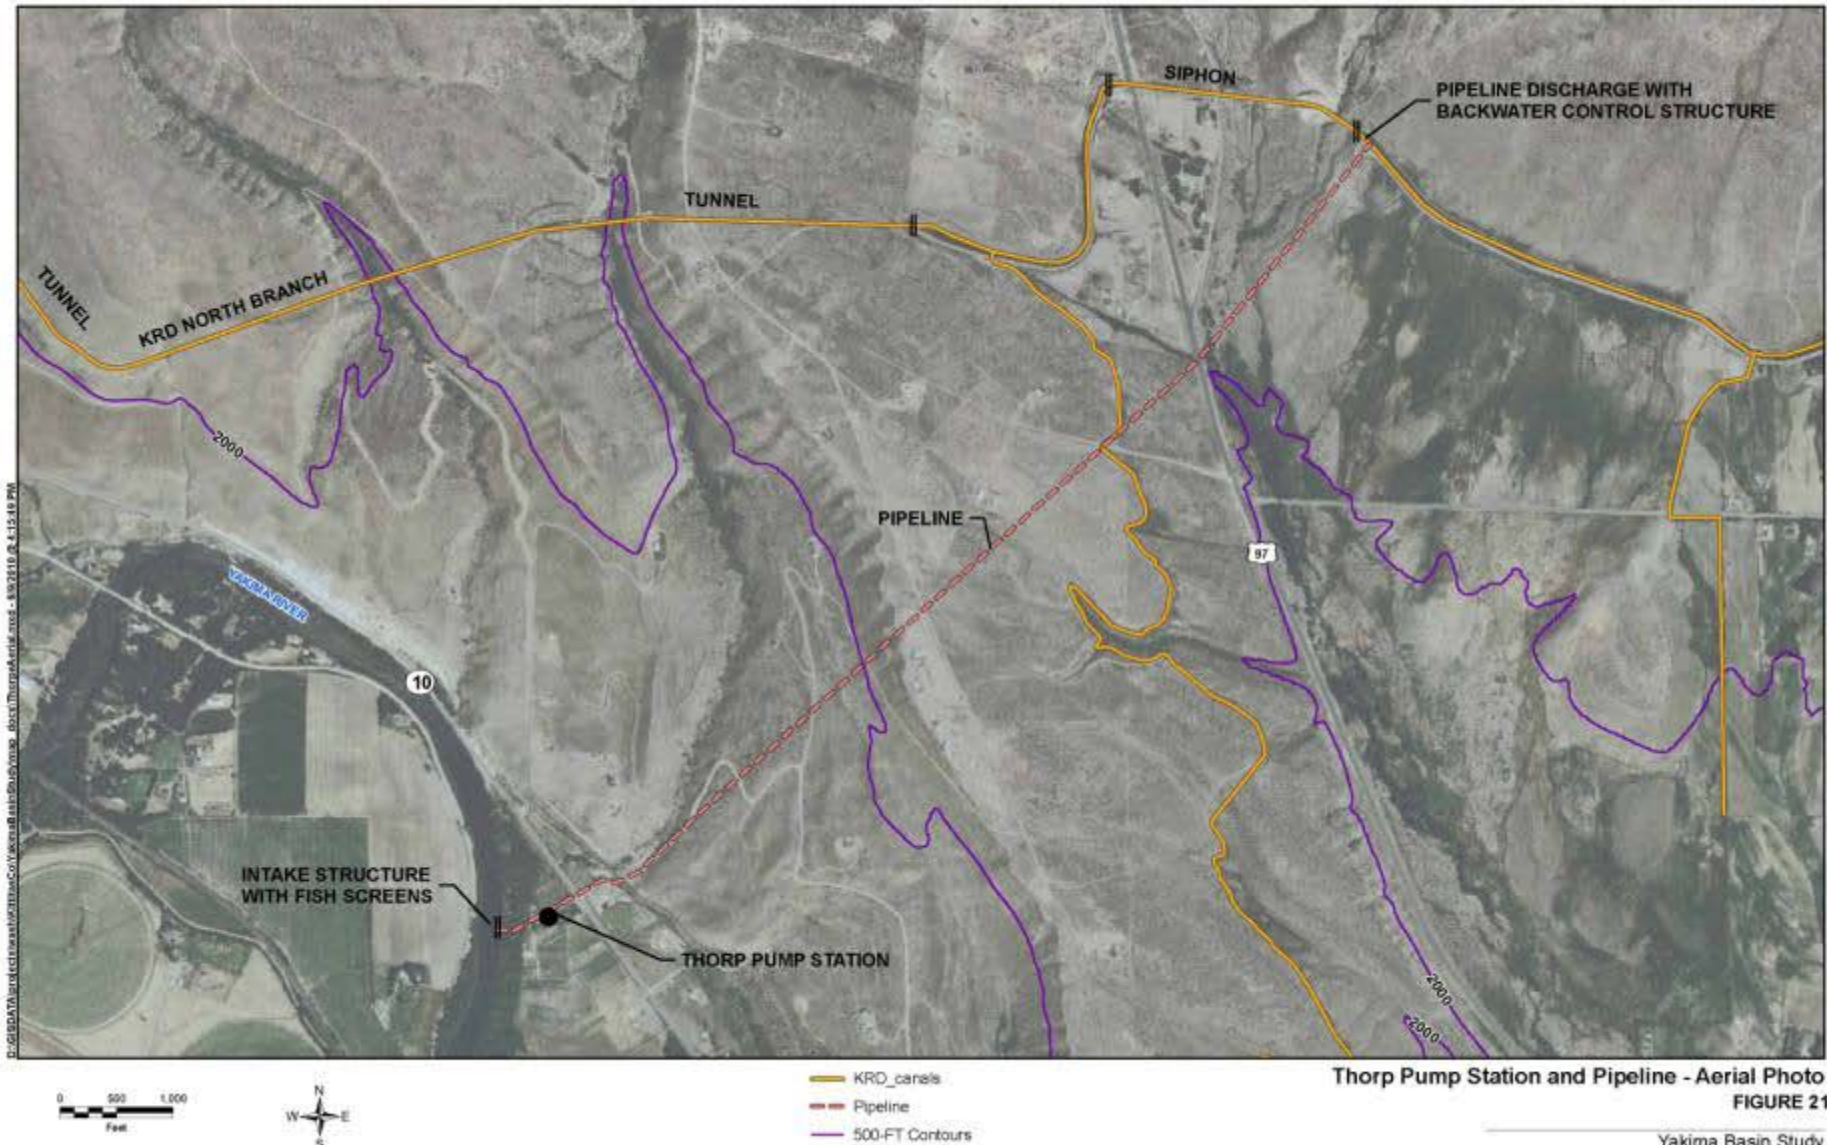 SIPHON
PIPELINE DISCHARGE WITH
BACKWATER CONTROL STRUCTURE
TUNNEL
TUNNEL
KRD NORTH BRANCH
2000
PIPELINE
97
YAKIMA RIVER
10
INTAKE STRUCTURE
WITH FISH SCREENS
THORP PUMP STATION
2000
2000
0 500 1,000
Feet
N
W E
S
KRD_canals
Pipeline
500-FT Contours
Thorp Pump Station and Pipeline - Aerial Photo
FIGURE 21
Yakima Basin Study